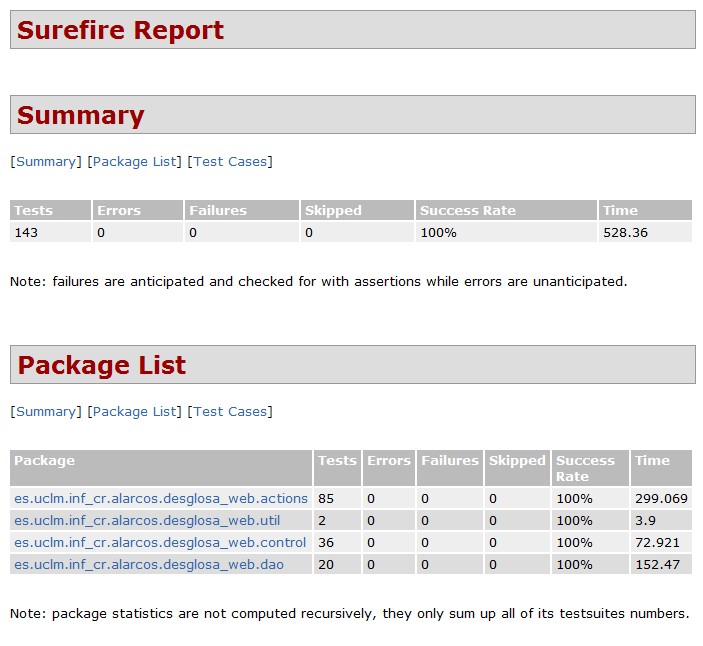 Surefire Report
Summary
[Summary] [Package List] [Test Cases]
Tests Errors Failures Skipped Success Rate Time
143 0 0 0 100% 528.36
Note: failures are anticipated and checked for with assertions while errors are unanticipated.
Package List
[Summary] [Package List] [Test Cases]
Package Tests Errors Failures Skipped Success Rate Time
es.uclm.inf_cr.alarcos.desglosa_web.actions 85 0 0 0 100% 299.069
es.uclm.inf_cr.alarcos.desglosa_web.util 2 0 0 0 100% 3.9
es.uclm.inf_cr.alarcos.desglosa_web.control 36 0 0 0 100% 72.921
es.uclm.inf_cr.alarcos.desglosa_web.dao 20 0 0 0 100% 152.47
Note: package statistics are not computed recursively, they only sum up all of its testsuites numbers.